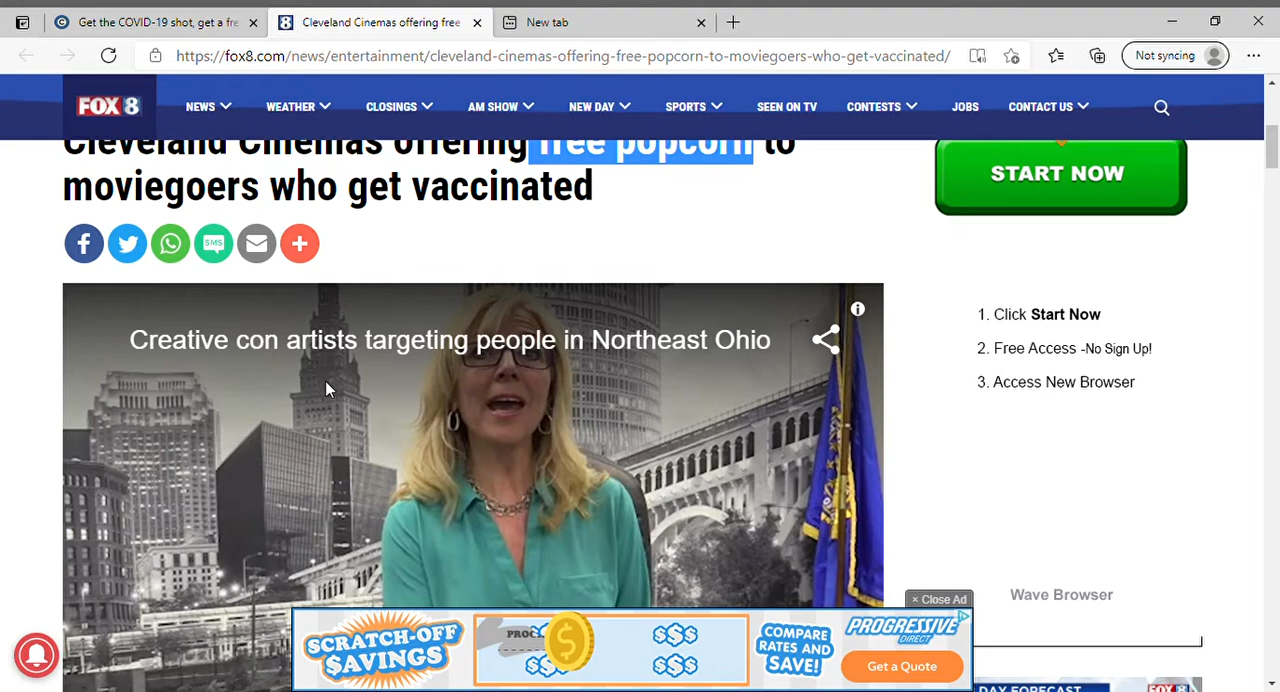 Get the COVID-19 shot, get a fre
Cleveland Cinemas offering free
New tab
https://fox8.com/news/entertainment/cleveland-cinemas-offering-free-popcorn-to-moviegoers-who-get-vaccinated/
Not syncing
FOX 8
NEWS
WEATHER
CLOSINGS
AM SHOW
NEW DAY
SPORTS
SEEN ON TV
CONTESTS
JOBS
CONTACT US
Cleveland Cinemas offering free popcorn to
moviegoers who get vaccinated
SMS
START NOW
1. Click Start Now
2. Free Access -No Sign Up!
3. Access New Browser
Wave Browser
Creative con artists targeting people in Northeast Ohio
× Close Ad
SCRATCH-OFF
$AVINGS
PROC
$
$$$
$$$
$$$
COMPARE
RATES AND
SAVE!
PROGRESSIVE
DIRECT
Get a Quote
DAY FORECAST
FOX 8